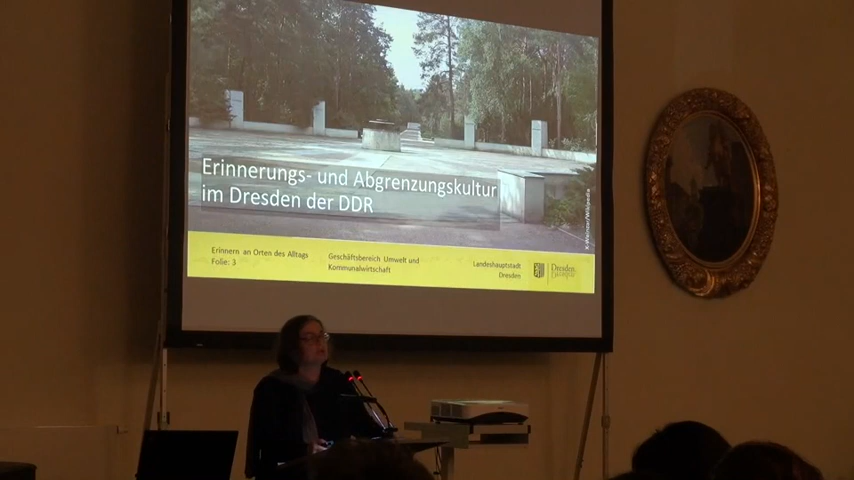 Erinnerungs- und Abgrenzungskultur
im Dresden der DDR
Erinnern an Orten des Alltags
Folie: 3
Geschäftsbereich Umwelt und
Kommunalwirtschaft
Landeshauptstadt
Dresden
Dresden.